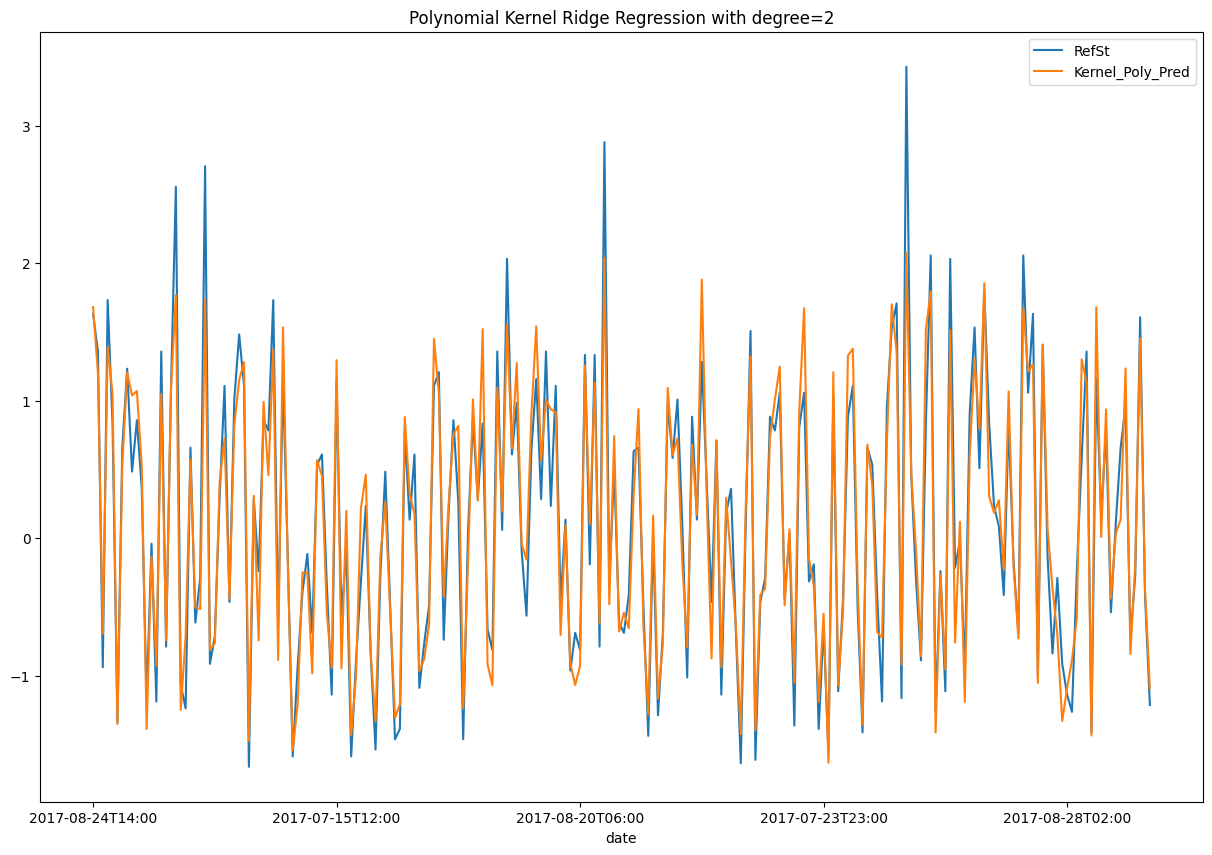 Polynomial Kernel Ridge Regression with degree=2
RefSt
Kernel_Poly_Pred
3
2
1
0
−1
2017-08-24T14:00 2017-07-15T12:00 2017-08-20T06:00 2017-07-23T23:00 2017-08-28T02:00
date